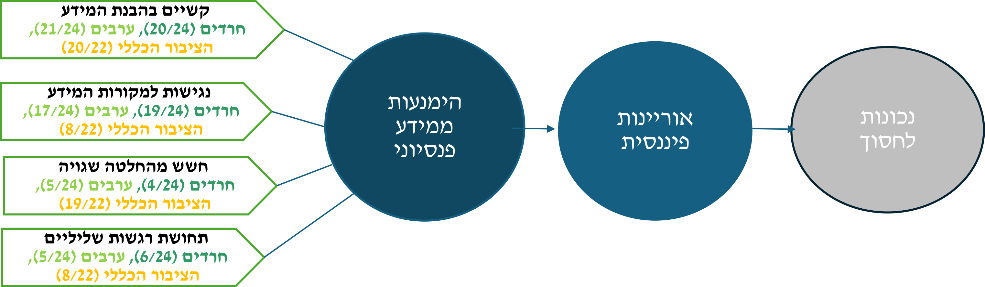 קשיים בהבנת המידע
חרדים (20/24), ערבים (21/24),
הציבור הכללי (20/22)
נגישות למקורות המידע
חרדים (19/24), ערבים (17/24),
הציבור הכללי (8/22)
חשש מהחלטה שגויה
חרדים (4/24), ערבים (5/24),
הציבור הכללי (19/22)
תחושת רגשות שליליים
חרדים (6/24), ערבים (5/24),
הציבור הכללי (8/22)
הימנעות
ממידע
פנסיוני
אוריינות
פיננסית
נכונות
לחסוך